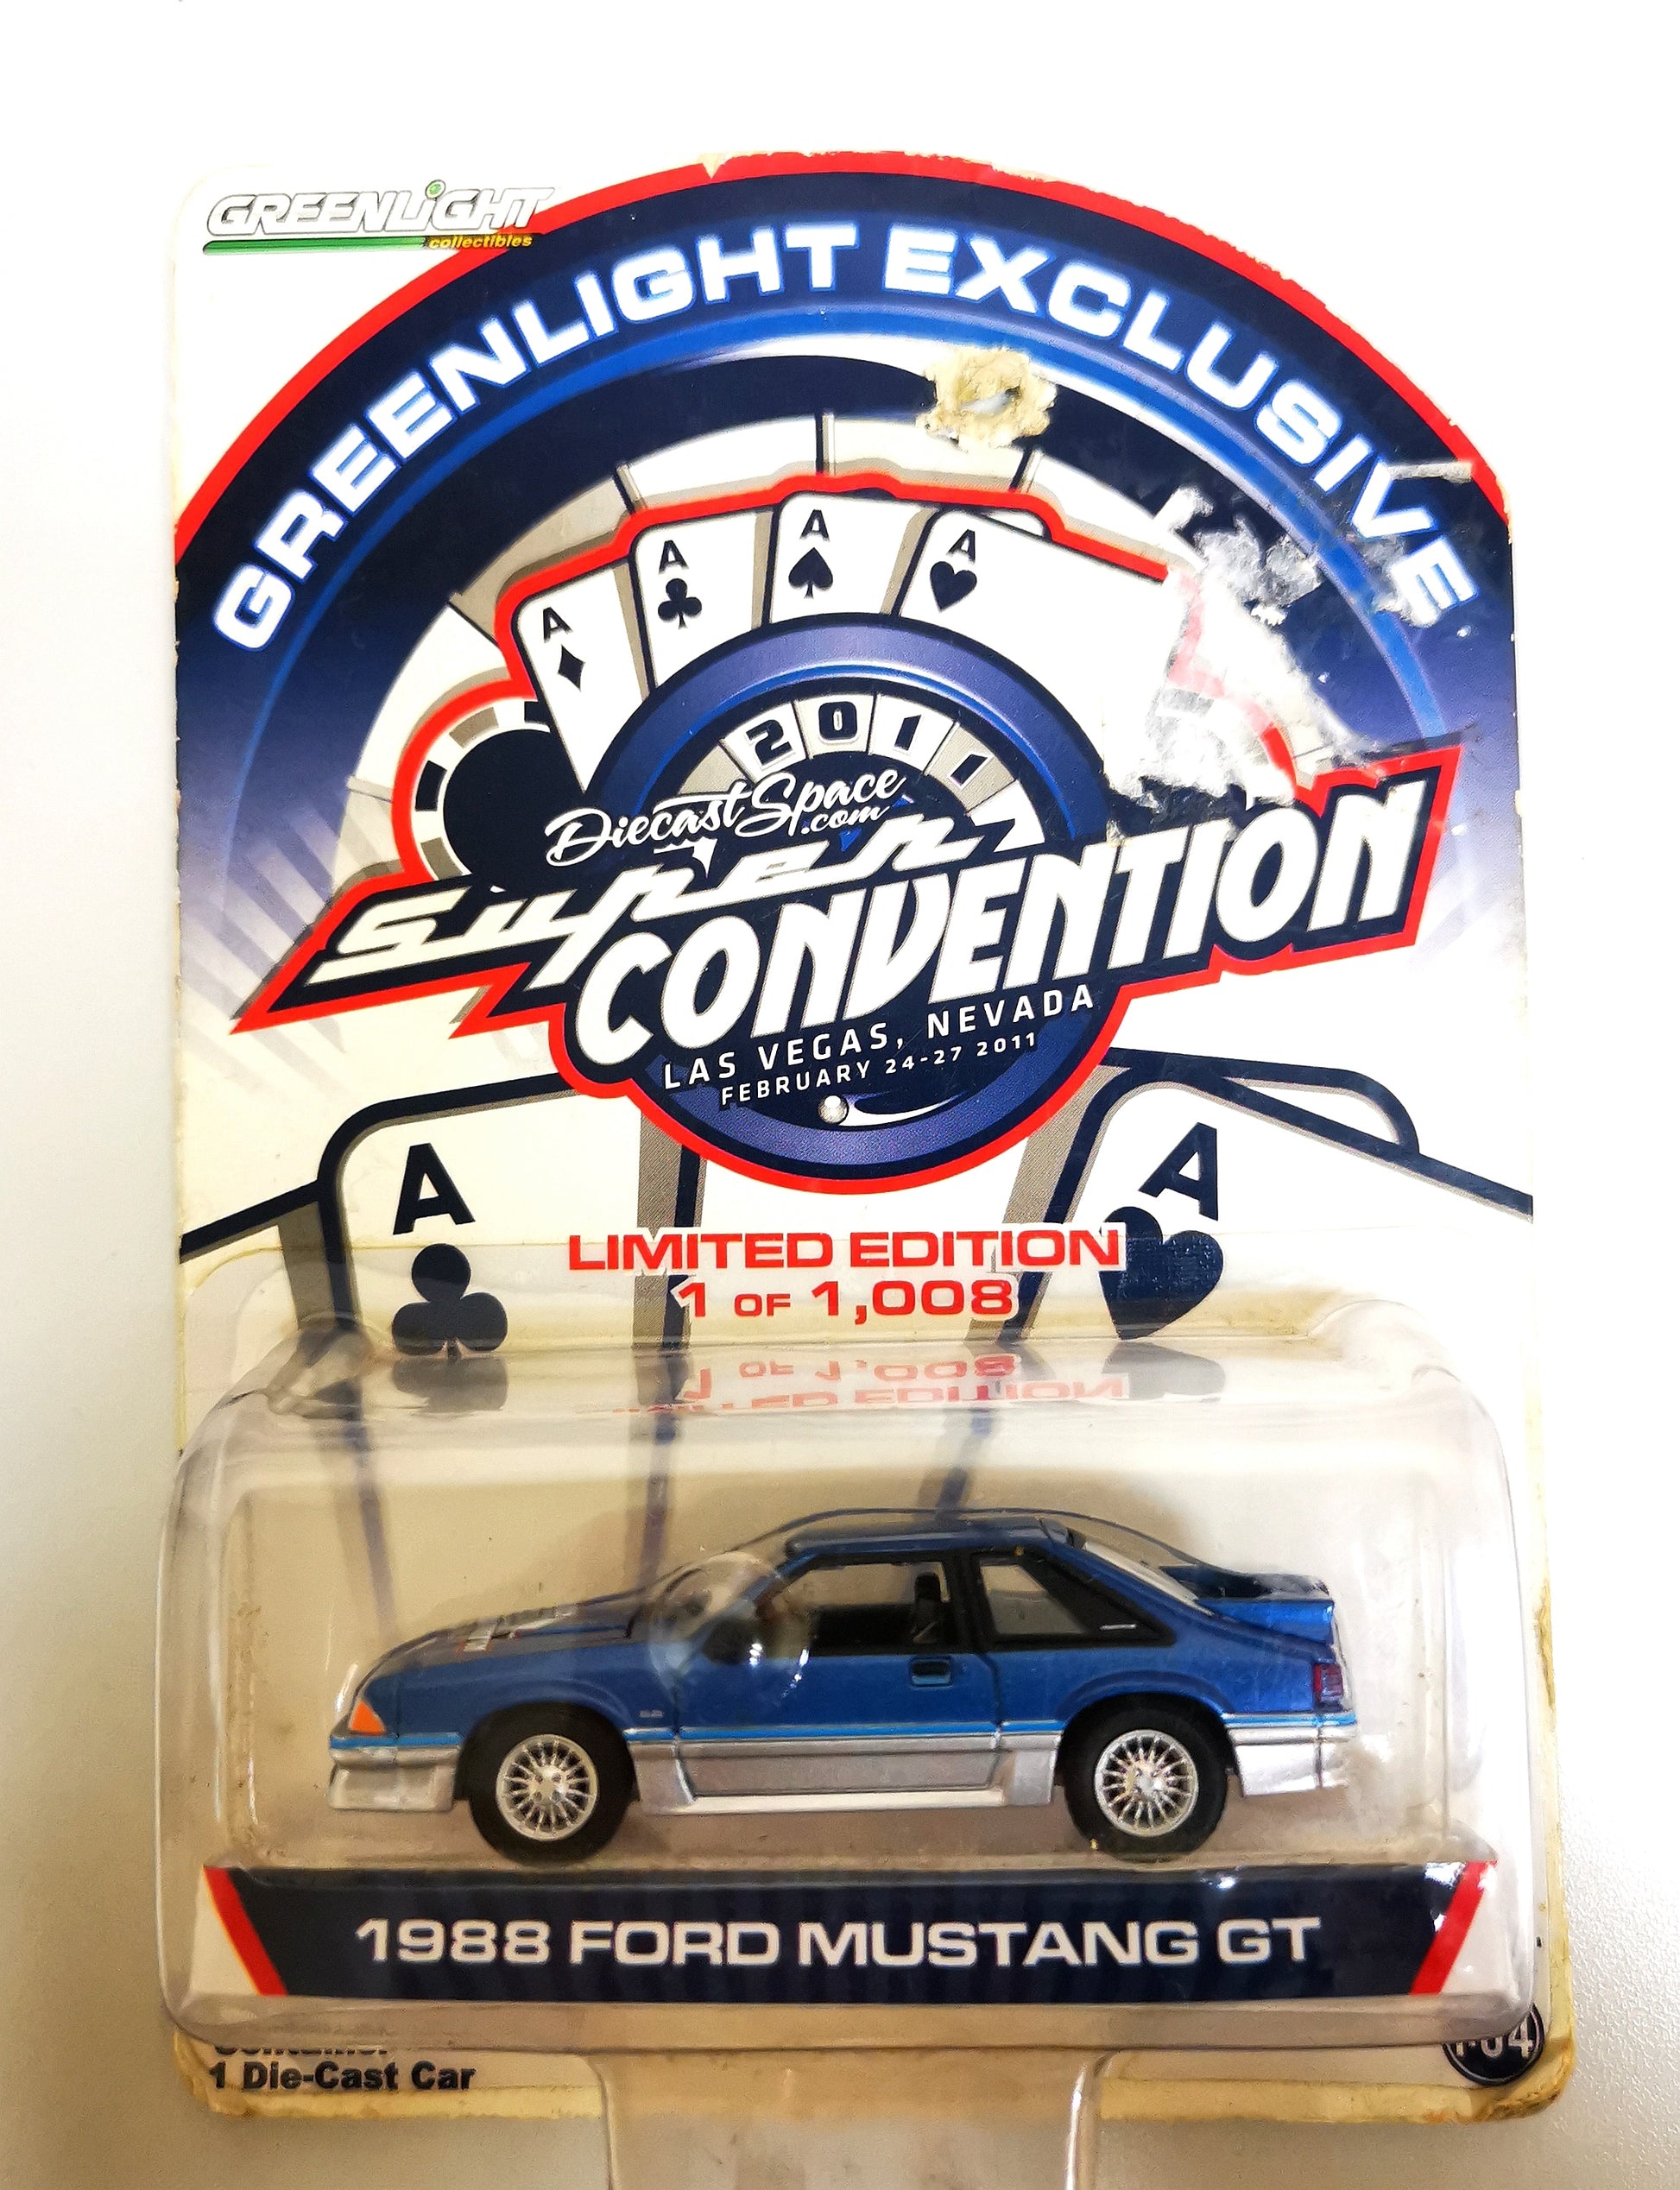 GREENLIGHT
collectibles
GREENLIGHT EXCLUSIVE
A
A
A
A
2011
DiecastSpace
.com
Super
CONVENTION
LAS VEGAS, NEVADA
FEBRUARY 24-27 2011
A
A
LIMITED EDITION
1 OF 1,008
1988 FORD MUSTANG GT
1 Die-Cast Car